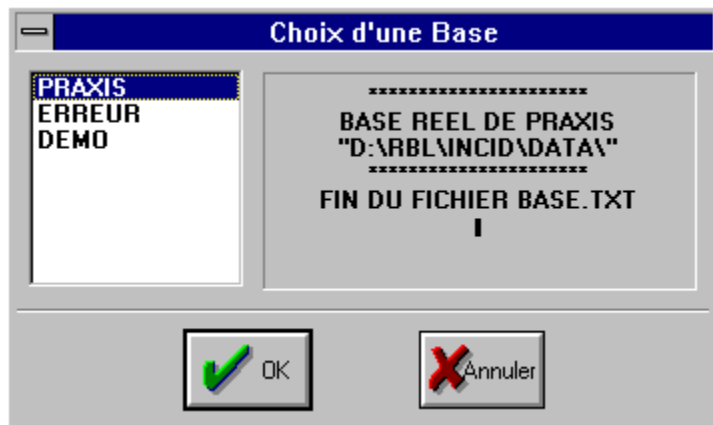 Choix d'une Base
PRAXIS
ERREUR
DEMO
**********************
BASE REEL DE PRAXIS
"D:\RBL\INCID\DATA\"
**********************
FIN DU FICHIER BASE.TXT
OK
Annuler